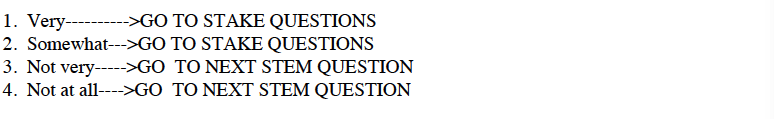 1. Very---------->GO TO STAKE QUESTIONS
2. Somewhat--->GO TO STAKE QUESTIONS
3. Not very----->GO  TO NEXT STEM QUESTION
4. Not at all---->GO  TO NEXT STEM QUESTION